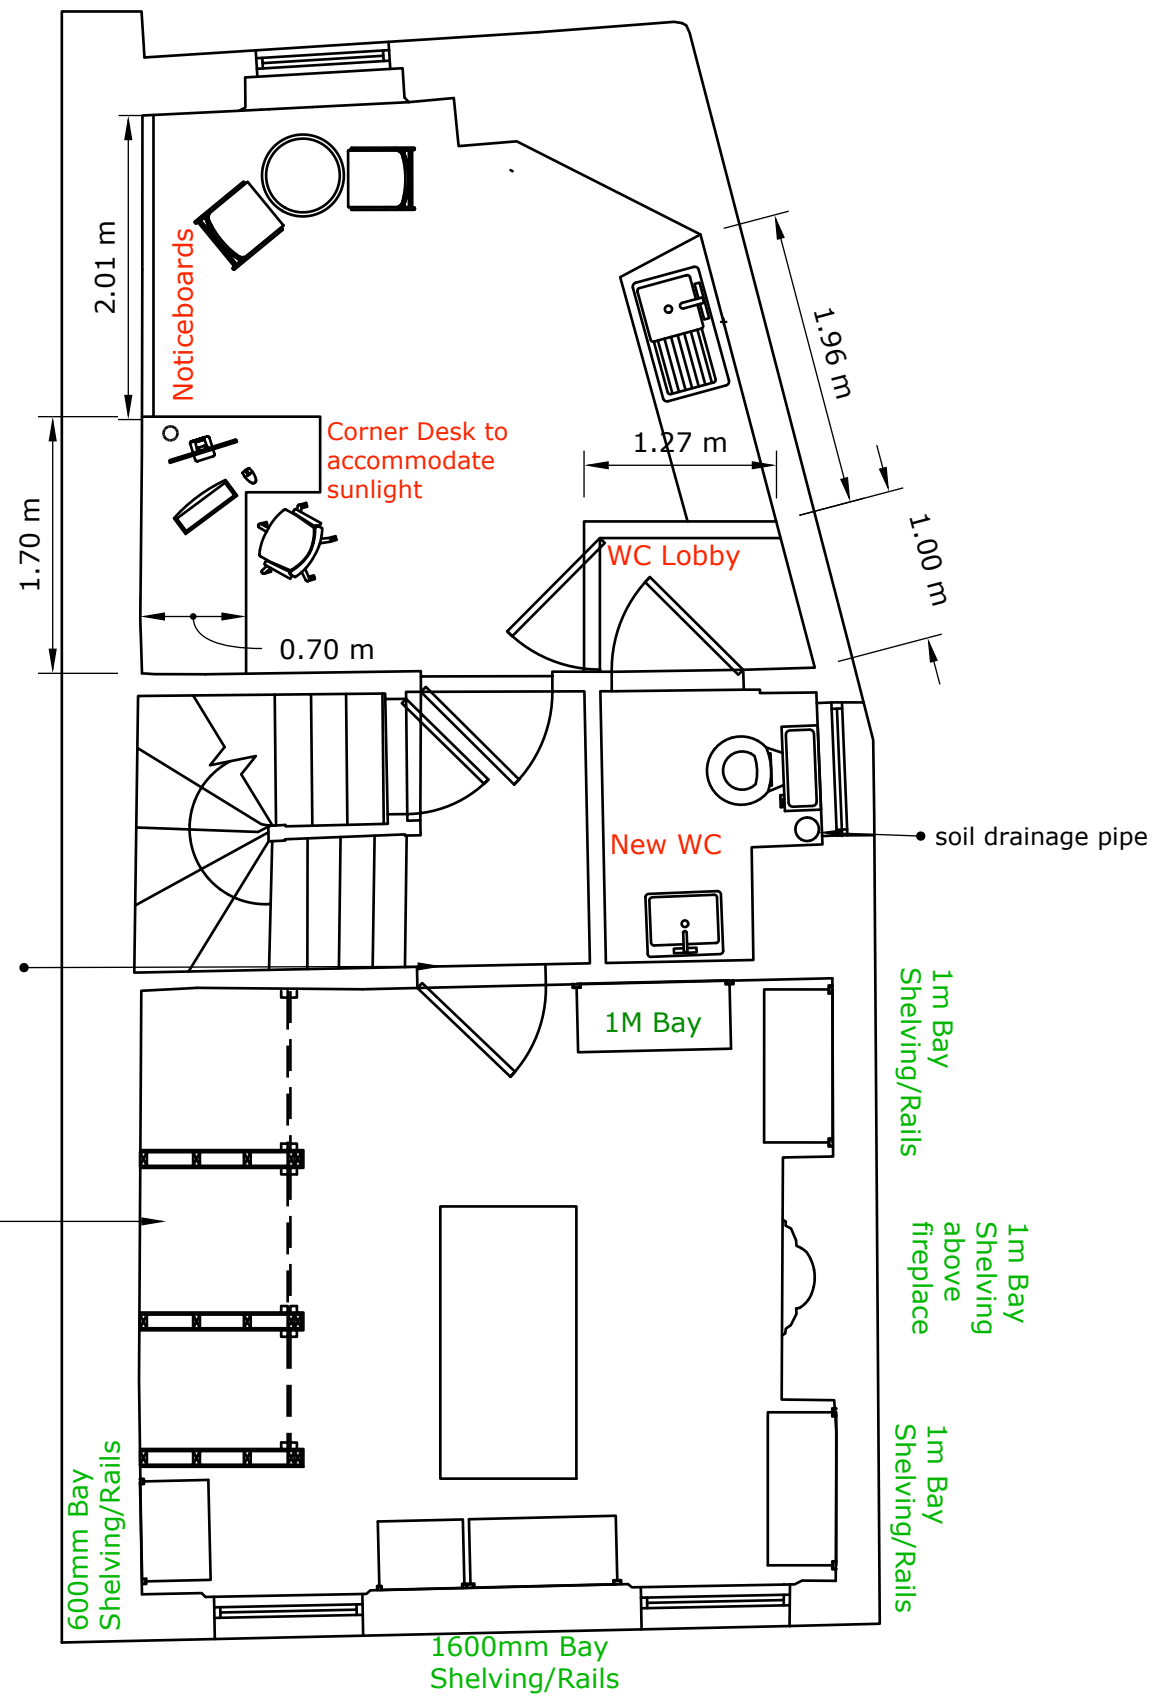 2.01 m
Noticeboards
1.96 m
Corner Desk to
accommodate
sunlight
1.27 m
1.70 m
1.00 m
WC Lobby
0.70 m
New WC
soil drainage pipe
1M Bay
1m Bay
Shelving/Rails
1m Bay
Shelving
above
fireplace
1m Bay
Shelving/Rails
600mm Bay
Shelving/Rails
1600mm Bay
Shelving/Rails